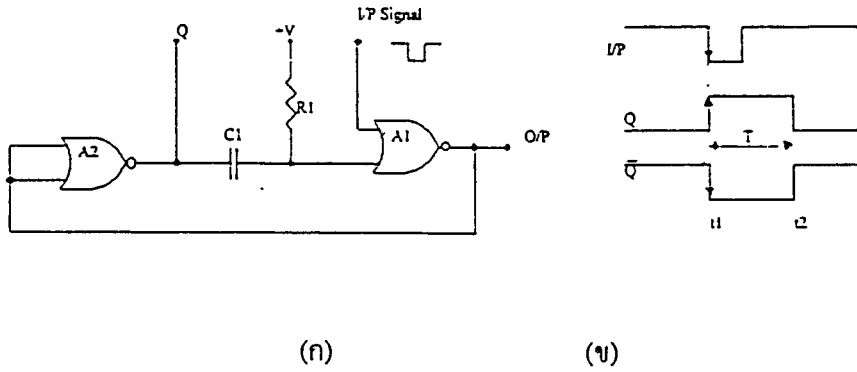 Q
+V
I/P Signal
R1
C1
A2
A1
O/P
I/P
Q
T
Q̅
t1
t2
(ก)
(ข)